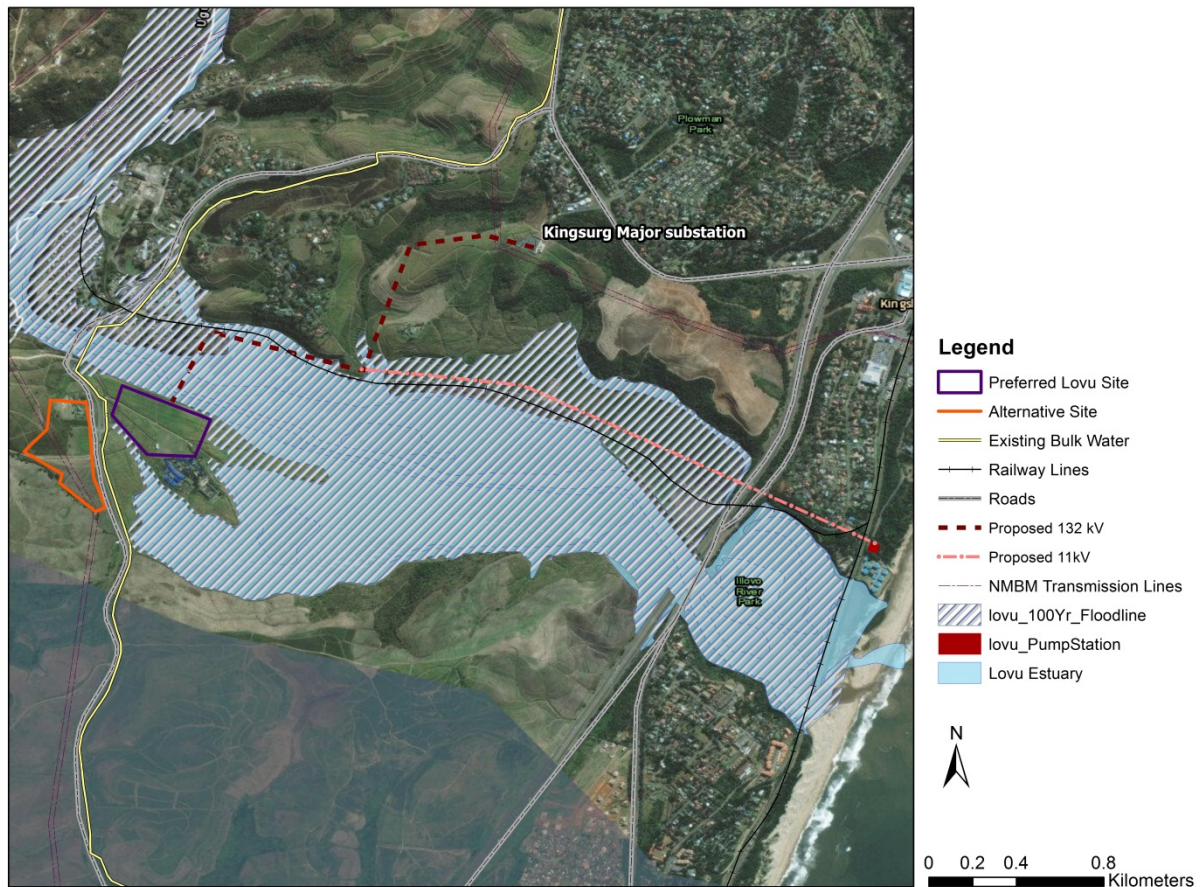 Plowman
Park
Kingsurg Major substation
Illovo
River
Park
Legend
Preferred Lovu Site
Alternative Site
Existing Bulk Water
Railway Lines
Roads
Proposed 132 kV
Proposed 11kV
NMBM Transmission Lines
lovu_100Yr_Floodline
lovu_PumpStation
Lovu Estuary
N
0 0.2 0.4 0.8
Kilometers